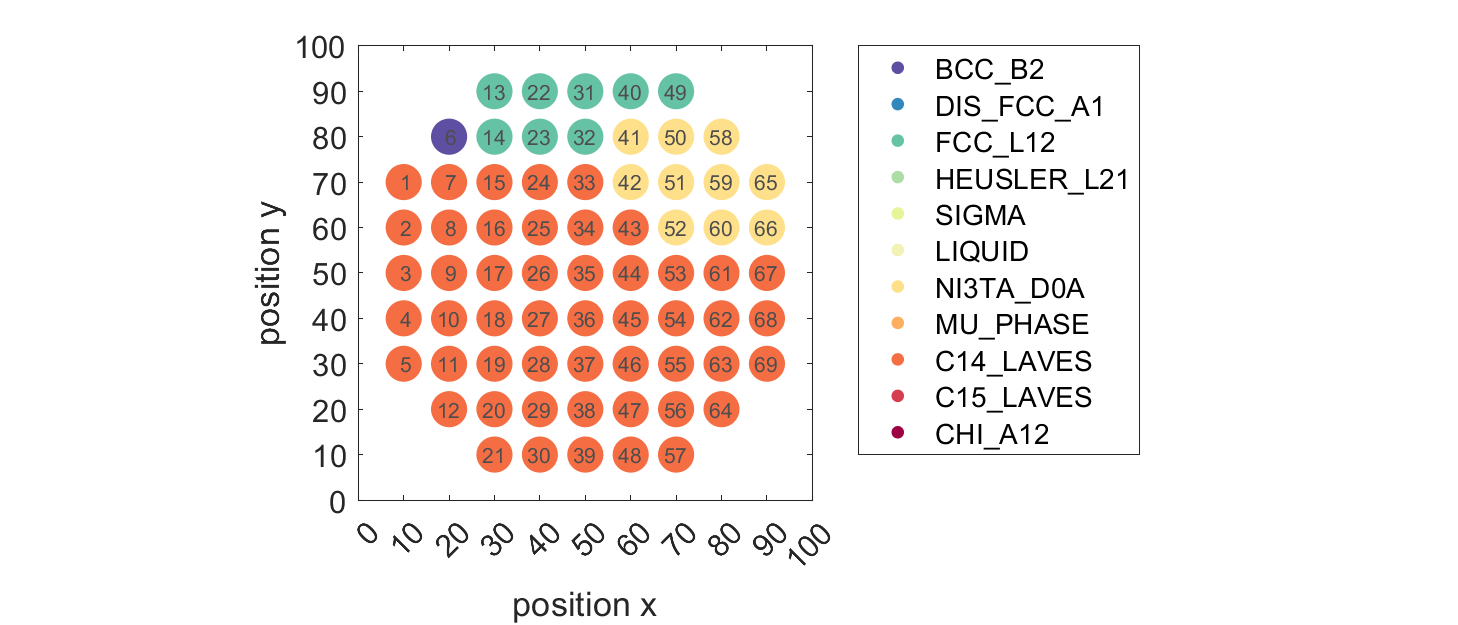 100
90
80
70
60
50
40
30
20
10
0
position y
13 22 31 40 49
6 14 23 32 41 50 58
1 7 15 24 33 42 51 59 65
2 8 16 25 34 43 52 60 66
3 9 17 26 35 44 53 61 67
4 10 18 27 36 45 54 62 68
5 11 19 28 37 46 55 63 69
12 20 29 38 47 56 64
21 30 39 48 57
0 10 20 30 40 50 60 70 80 90 100
position x
BCC_B2
DIS_FCC_A1
FCC_L12
HEUSLER_L21
SIGMA
LIQUID
NI3TA_D0A
MU_PHASE
C14_LAVES
C15_LAVES
CHI_A12